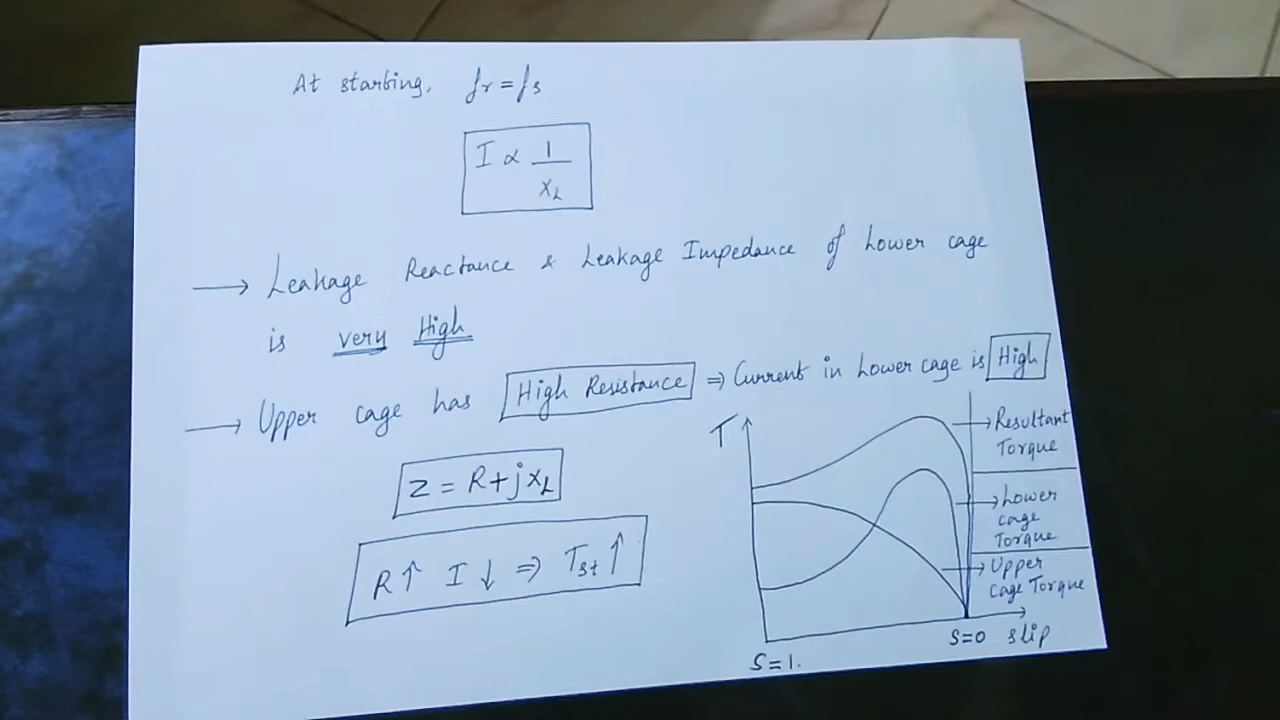 At starting, fr = fs
I ∝ 1/XL
→ Leakage Reactance & Leakage Impedance of Lower cage
is very High
→ Upper cage has High Resistance ⇒ Current in Lower cage is High
Z = R + jXL
R↑ I↓ ⇒ Tst↑
T
→ Resultant
Torque
→ Lower
cage
Torque
→ Upper
cage Torque
S=0 slip
S=1.